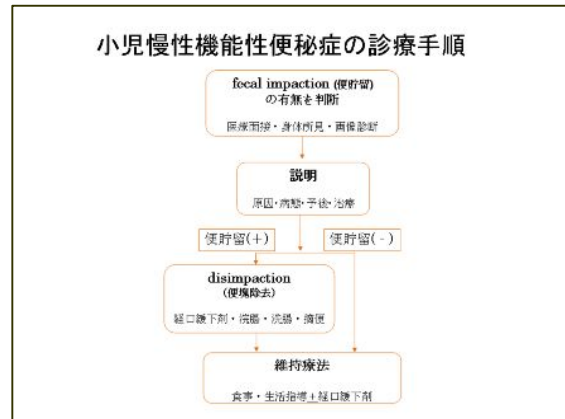 小児慢性機能性便秘症の診療手順
fecal impaction (便貯留)
の有無を判断
医療面接・身体所見・画像診断
説明
原因・病態・予後・治療
便貯留(+)
便貯留(-)
disimpaction
(便塊除去)
経口緩下剤・浣腸・浣腸・摘便
維持療法
食事・生活指導±経口緩下剤